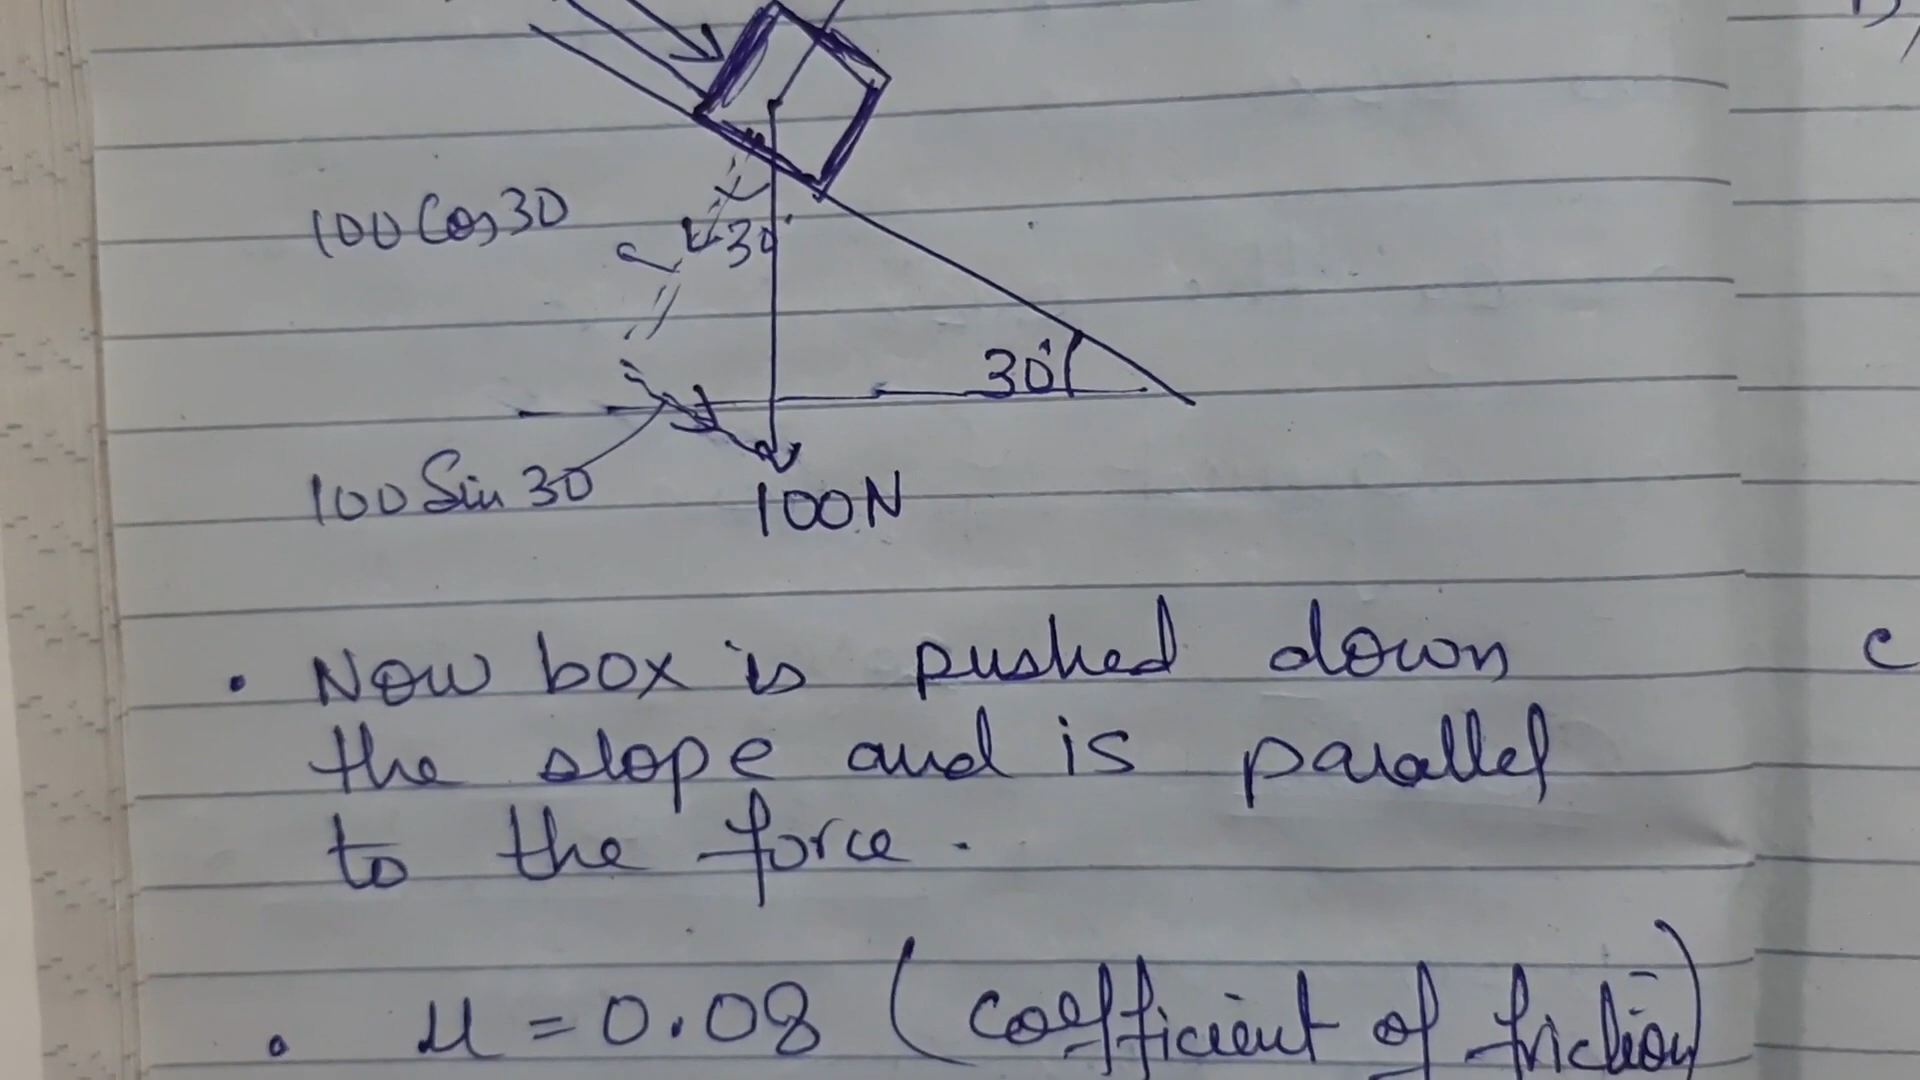 100 Cos 30
30°
30°
100 Sin 30
100N
• Now box is pushed down
the slope and is parallel
to the force.
• μ = 0.08 (coefficient of friction)
c